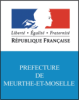 Liberté • Égalité • Fraternité
RÉPUBLIQUE FRANÇAISE
PREFECTURE
DE
MEURTHE-ET-MOSELLE